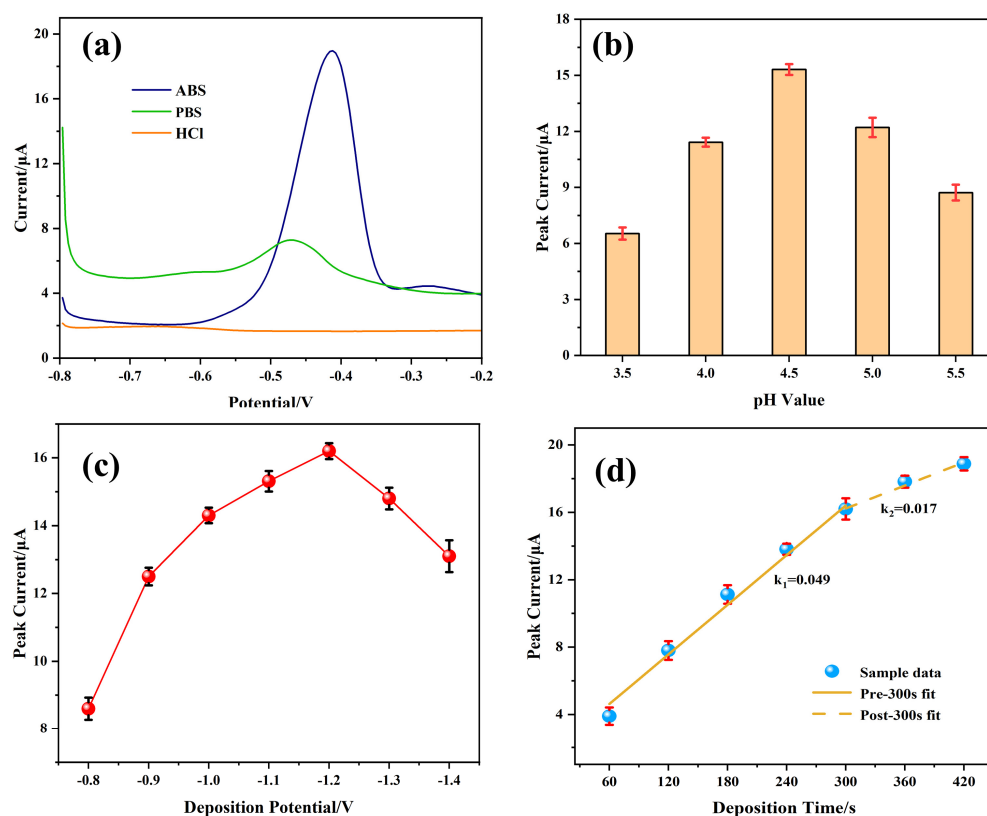 (a)
20
16
12
8
4
0
Current/μA
ABS
PBS
HCl
-0.8 -0.7 -0.6 -0.5 -0.4 -0.3 -0.2
Potential/V
(b)
18
15
12
9
6
3
0
Peak Current/μA
3.5 4.0 4.5 5.0 5.5
pH Value
(c)
16
14
12
10
8
Peak Current/μA
-0.8 -0.9 -1.0 -1.1 -1.2 -1.3 -1.4
Deposition Potential/V
(d)
20
16
12
8
4
Peak Current/μA
k2=0.017
k1=0.049
Sample data
Pre-300s fit
Post-300s fit
60 120 180 240 300 360 420
Deposition Time/s